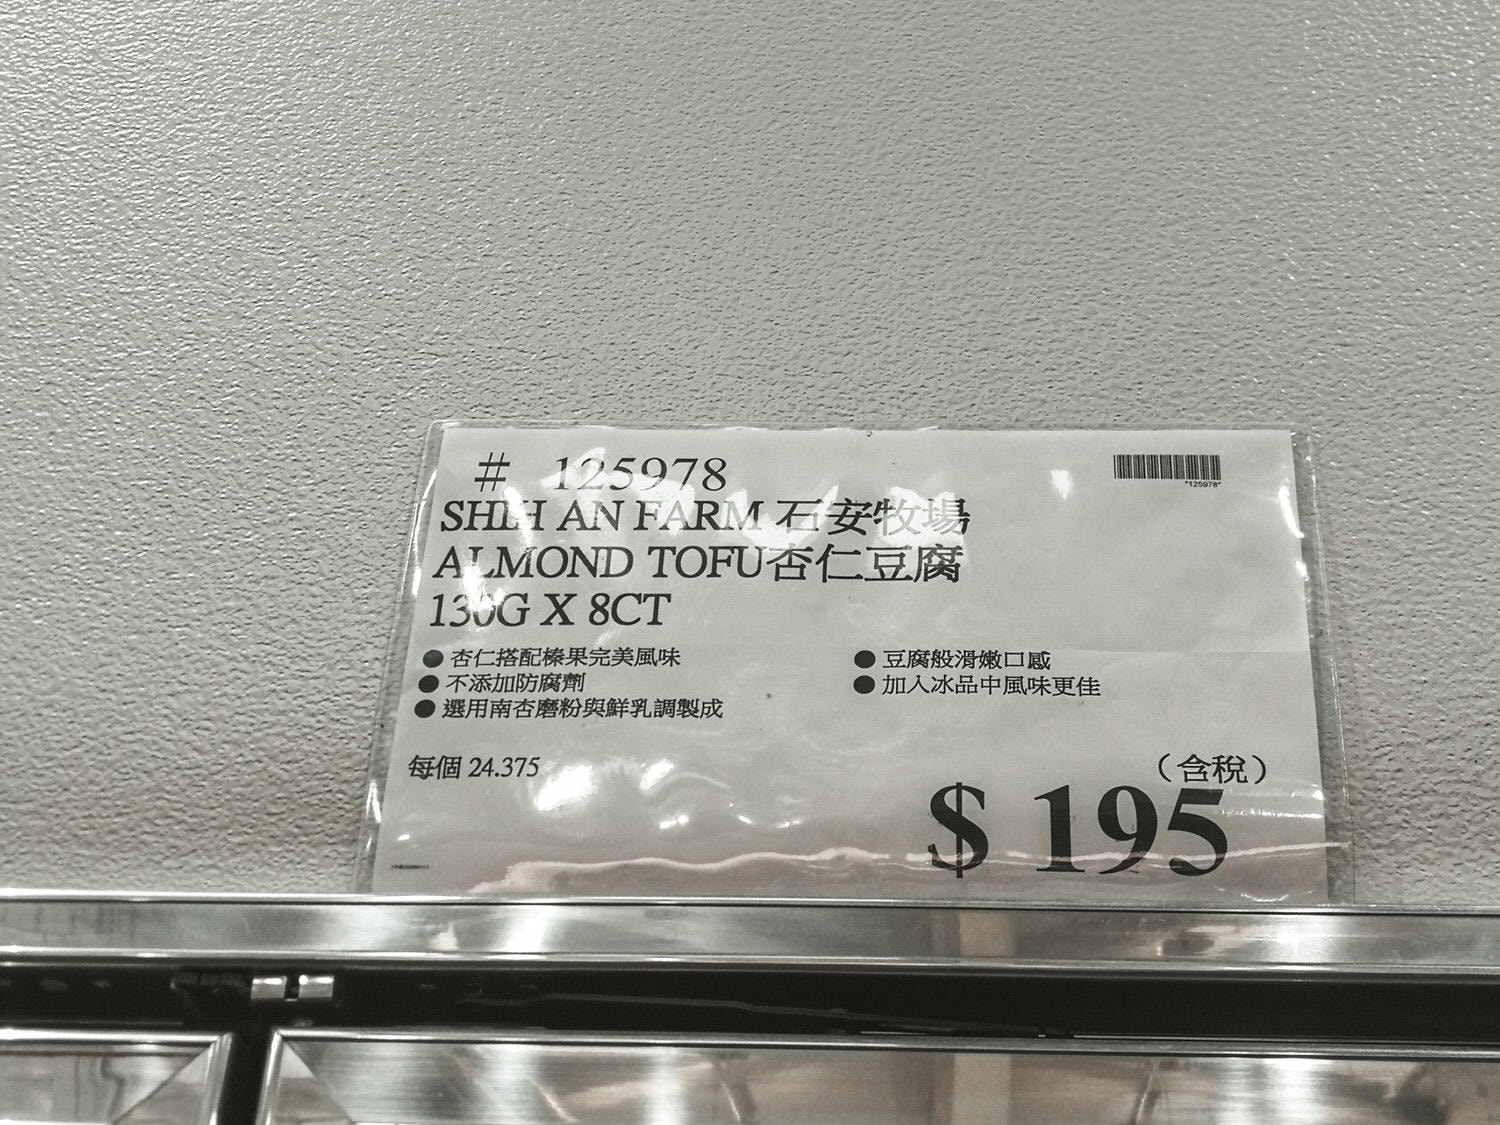 # 125978
*125978*
SHIH AN FARM 石安牧場
ALMOND TOFU杏仁豆腐
130G X 8CT
● 杏仁搭配榛果完美風味
● 不添加防腐劑
● 選用南杏磨粉與鮮乳調製成
● 豆腐般滑嫩口感
● 加入冰品中風味更佳
每個 24.375
(含稅)
$ 195